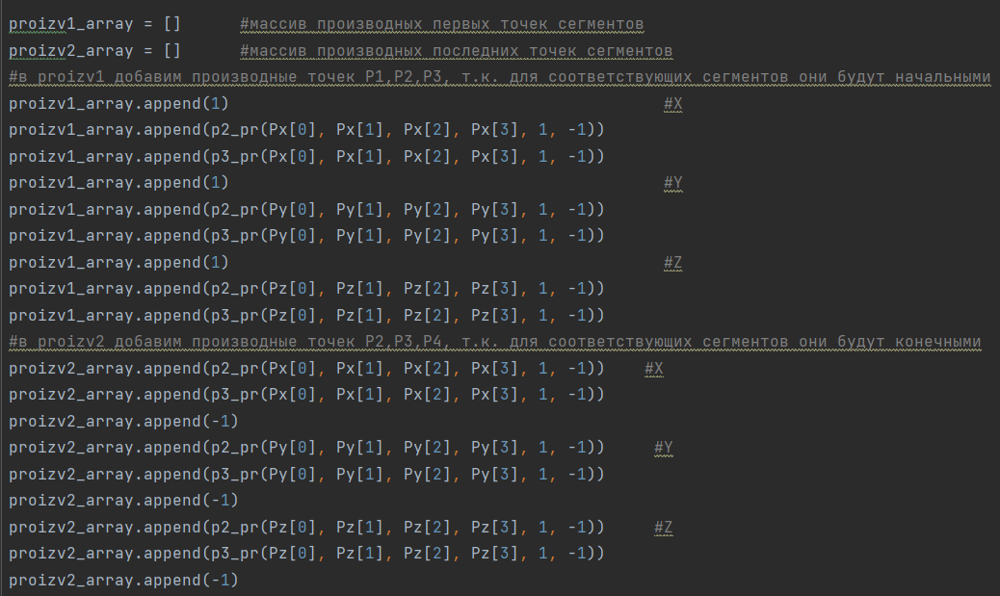 proizv1_array = [] #массив производных первых точек сегментов
proizv2_array = [] #массив производных последних точек сегментов
#в proizv1 добавим производные точек P1,P2,P3, т.к. для соответствующих сегментов они будут начальными
proizv1_array.append(1) #X
proizv1_array.append(p2_pr(Px[0], Px[1], Px[2], Px[3], 1, -1))
proizv1_array.append(p3_pr(Px[0], Px[1], Px[2], Px[3], 1, -1))
proizv1_array.append(1) #Y
proizv1_array.append(p2_pr(Py[0], Py[1], Py[2], Py[3], 1, -1))
proizv1_array.append(p3_pr(Py[0], Py[1], Py[2], Py[3], 1, -1))
proizv1_array.append(1) #Z
proizv1_array.append(p2_pr(Pz[0], Pz[1], Pz[2], Pz[3], 1, -1))
proizv1_array.append(p3_pr(Pz[0], Pz[1], Pz[2], Pz[3], 1, -1))
#в proizv2 добавим производные точек P2,P3,P4, т.к. для соответствующих сегментов они будут конечными
proizv2_array.append(p2_pr(Px[0], Px[1], Px[2], Px[3], 1, -1)) #X
proizv2_array.append(p3_pr(Px[0], Px[1], Px[2], Px[3], 1, -1))
proizv2_array.append(-1)
proizv2_array.append(p2_pr(Py[0], Py[1], Py[2], Py[3], 1, -1)) #Y
proizv2_array.append(p3_pr(Py[0], Py[1], Py[2], Py[3], 1, -1))
proizv2_array.append(-1)
proizv2_array.append(p2_pr(Pz[0], Pz[1], Pz[2], Pz[3], 1, -1)) #Z
proizv2_array.append(p3_pr(Pz[0], Pz[1], Pz[2], Pz[3], 1, -1))
proizv2_array.append(-1)